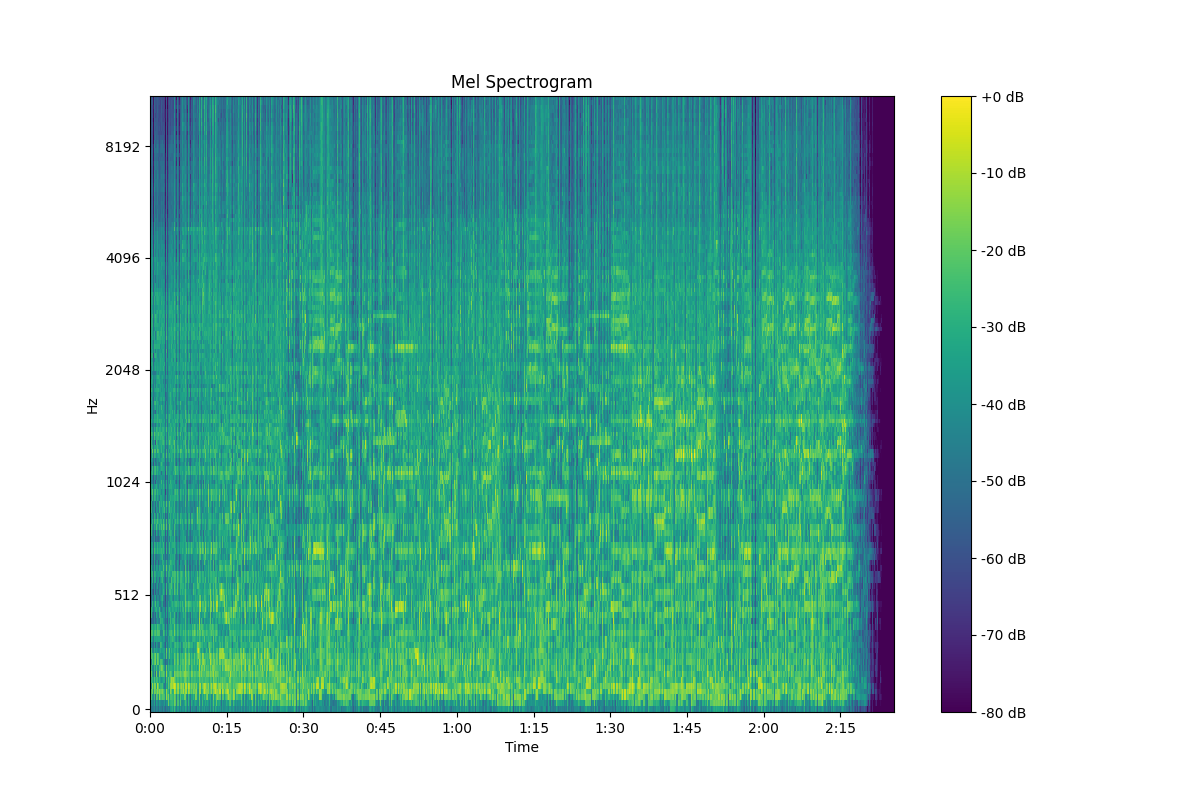 Mel Spectrogram
Hz
8192
4096
2048
1024
512
0
0:00 0:15 0:30 0:45 1:00 1:15 1:30 1:45 2:00 2:15
Time
+0 dB
-10 dB
-20 dB
-30 dB
-40 dB
-50 dB
-60 dB
-70 dB
-80 dB